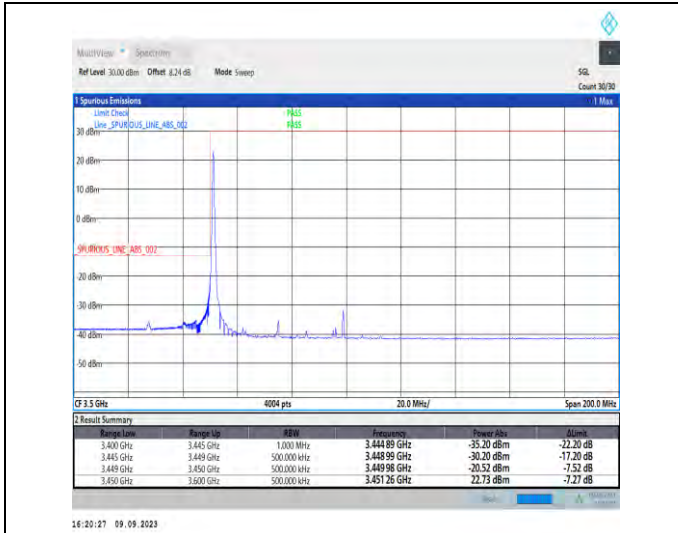 MultiView Spectrum
Ref Level 30.00 dBm Offset 8.24 dB Mode Sweep SGL
Count 30/30
1 Spurious Emissions 1 Max
Limit Check PASS
Line _SPURIOUS_LINE_ABS_002 PASS
30 dBm
20 dBm
10 dBm
0 dBm
_SPURIOUS_LINE_ABS_002
-20 dBm
-30 dBm
-40 dBm
-50 dBm
CF 3.5 GHz 4004 pts 20.0 MHz/ Span 200.0 MHz
2 Result Summary
Range Low Range Up RBW Frequency Power Abs ΔLimit
3.400 GHz 3.445 GHz 1.000 MHz 3.444 89 GHz -35.20 dBm -22.20 dB
3.445 GHz 3.449 GHz 500.000 kHz 3.448 99 GHz -30.20 dBm -17.20 dB
3.449 GHz 3.450 GHz 500.000 kHz 3.449 98 GHz -20.52 dBm -7.52 dB
3.450 GHz 3.600 GHz 500.000 kHz 3.451 26 GHz 22.73 dBm -7.27 dB
16:20:27 09.09.2023